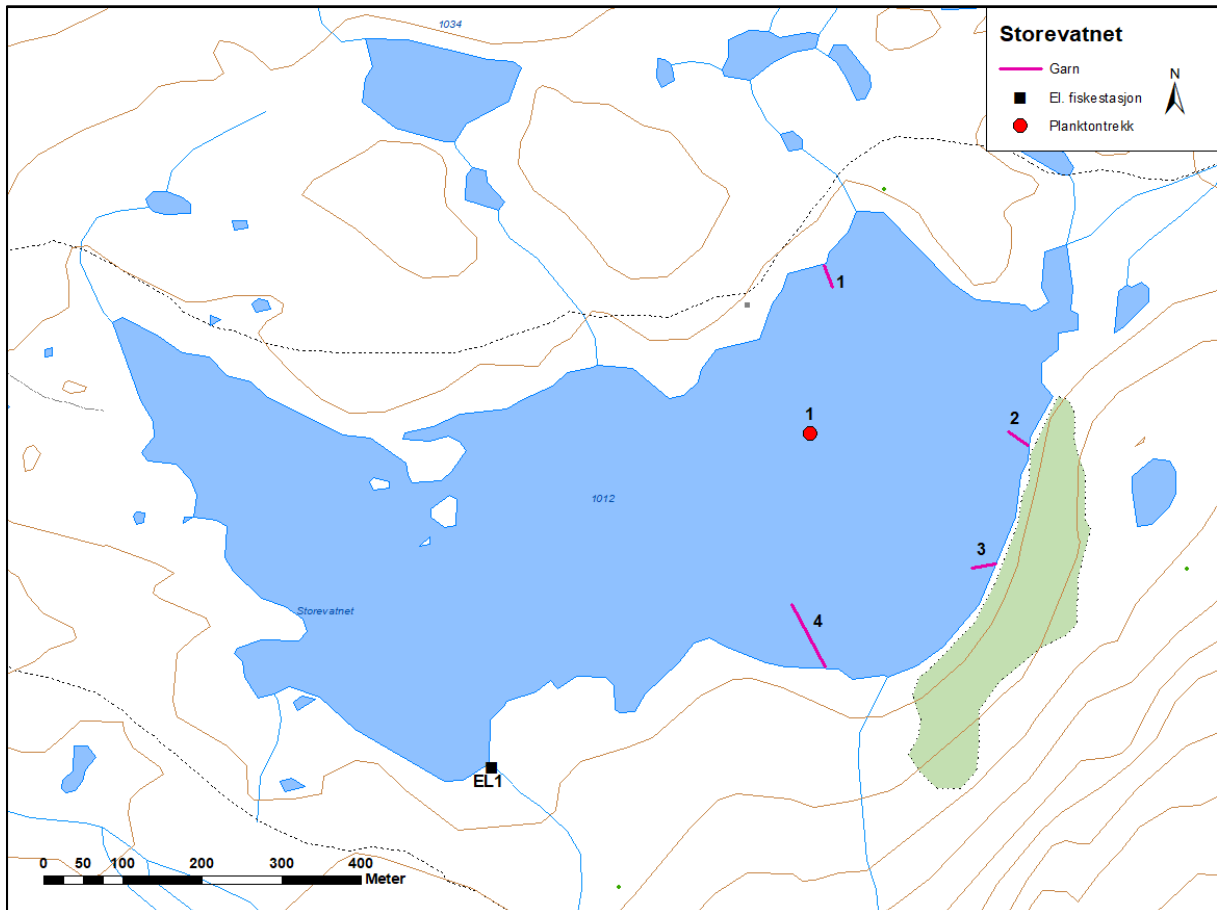 1034
Storevatnet
Garn
N
El. fiskestasjon
Planktontrekk
1
1
2
1012
3
Storevatnet
4
EL1
0 50 100 200 300 400
Meter